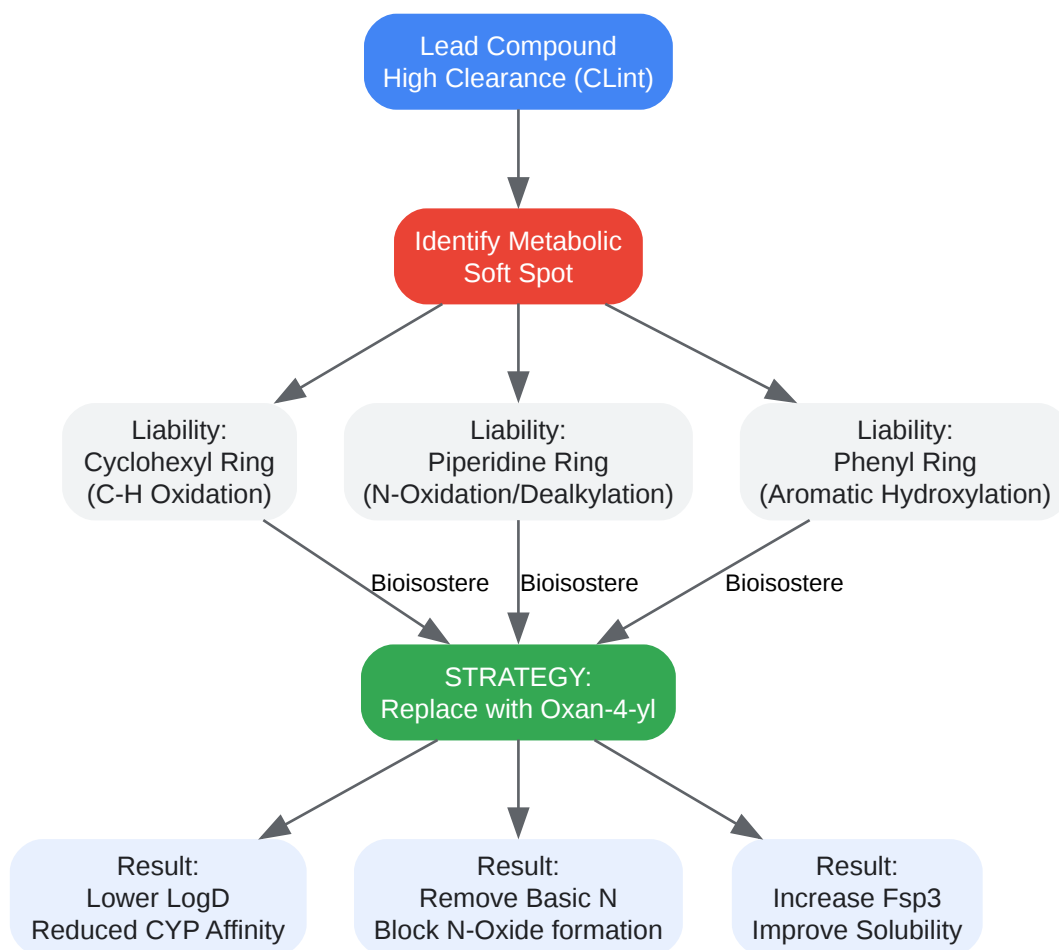 Lead Compound
High Clearance (CLint)
Identify Metabolic
Soft Spot
Liability:
Cyclohexyl Ring
(C-H Oxidation)
Liability:
Piperidine Ring
(N-Oxidation/Dealkylation)
Liability:
Phenyl Ring
(Aromatic Hydroxylation)
Bioisostere
Bioisostere
Bioisostere
STRATEGY:
Replace with Oxan-4-yl
Result:
Lower LogD
Reduced CYP Affinity
Result:
Remove Basic N
Block N-Oxide formation
Result:
Increase Fsp3
Improve Solubility